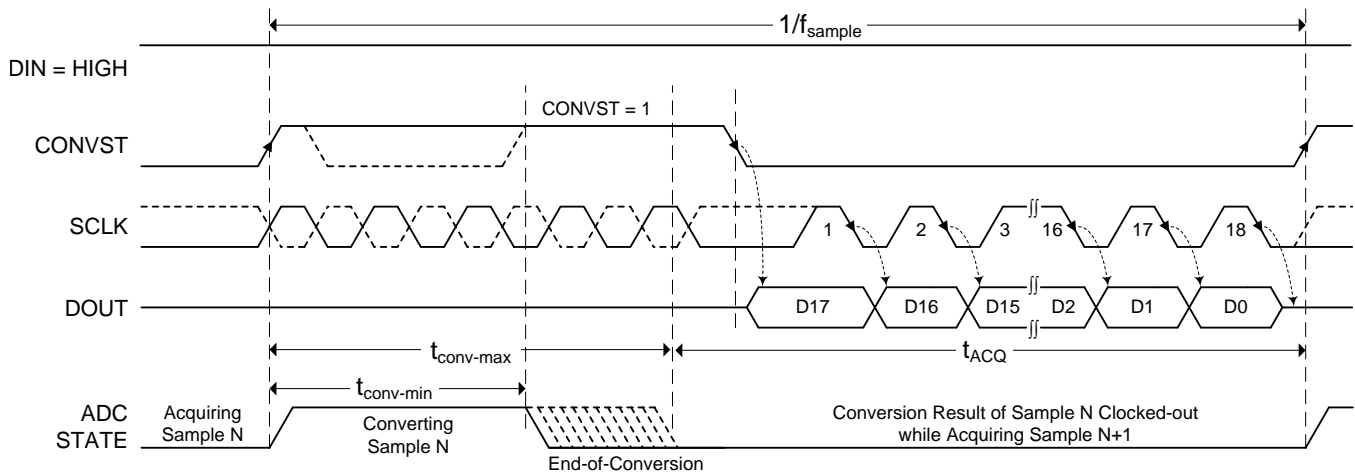 1/fsample
DIN = HIGH
CONVST = 1
CONVST
SCLK
1 2 3 16 17 18
DOUT
D17 D16 D15 D2 D1 D0
tconv-max
tACQ
tconv-min
ADC
STATE
Acquiring
Sample N
Converting
Sample N
End-of-Conversion
Conversion Result of Sample N Clocked-out
while Acquiring Sample N+1